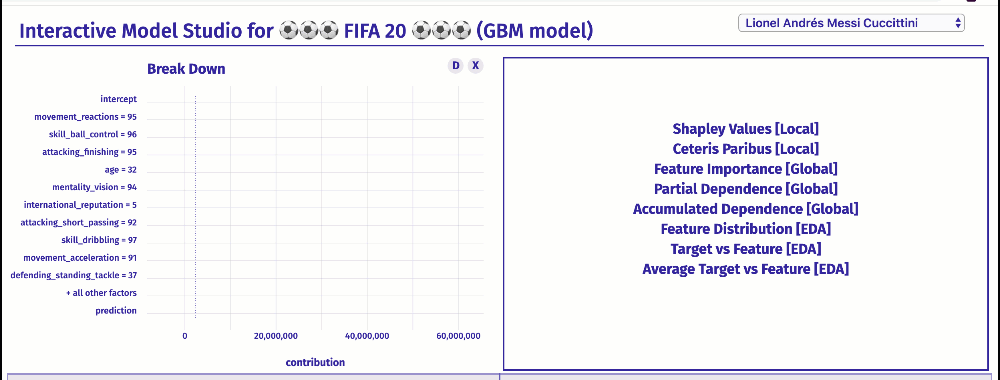 Interactive Model Studio for ⚽⚽⚽ FIFA 20 ⚽⚽⚽ (GBM model)
Lionel Andrés Messi Cuccittini
Break Down
D X
intercept
movement_reactions = 95
skill_ball_control = 96
attacking_finishing = 95
age = 32
mentality_vision = 94
international_reputation = 5
attacking_short_passing = 92
skill_dribbling = 97
movement_acceleration = 91
defending_standing_tackle = 37
+ all other factors
prediction
0 20,000,000 40,000,000 60,000,000
contribution
Shapley Values [Local]
Ceteris Paribus [Local]
Feature Importance [Global]
Partial Dependence [Global]
Accumulated Dependence [Global]
Feature Distribution [EDA]
Target vs Feature [EDA]
Average Target vs Feature [EDA]